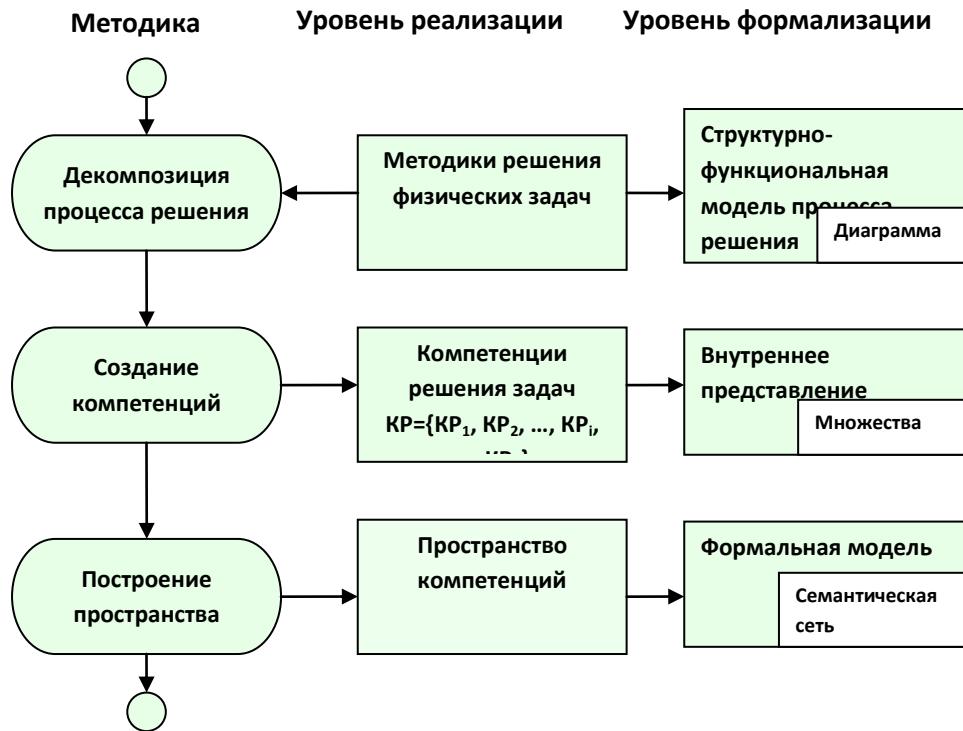 Методика
Уровень реализации
Уровень формализации
Декомпозиция
процесса решения
Методики решения
физических задач
Структурно-
функциональная
модель процесса
решения
Диаграмма
Создание
компетенций
Компетенции
решения задач
КР={КР₁, КР₂, …, КРᵢ,
Внутреннее
представление
Множества
Построение
пространства
Пространство
компетенций
Формальная модель
Семантическая
сеть